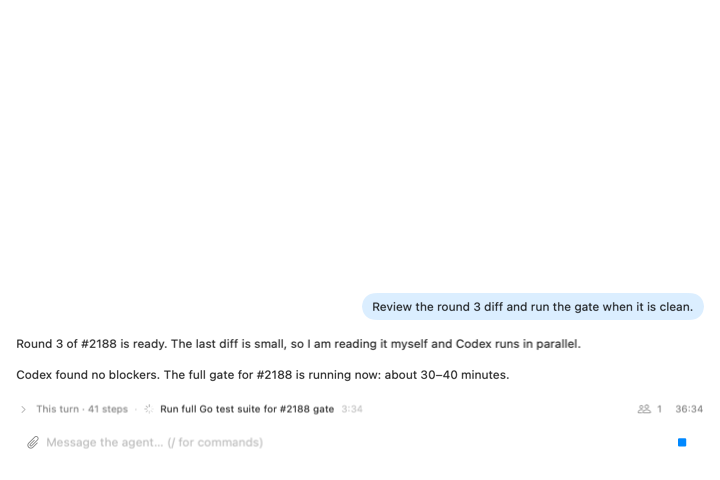 Review the round 3 diff and run the gate when it is clean.
Round 3 of #2188 is ready. The last diff is small, so I am reading it myself and Codex runs in parallel.
Codex found no blockers. The full gate for #2188 is running now: about 30–40 minutes.
This turn · 41 steps · Run full Go test suite for #2188 gate 3:34 1 36:34
Message the agent... (/ for commands)